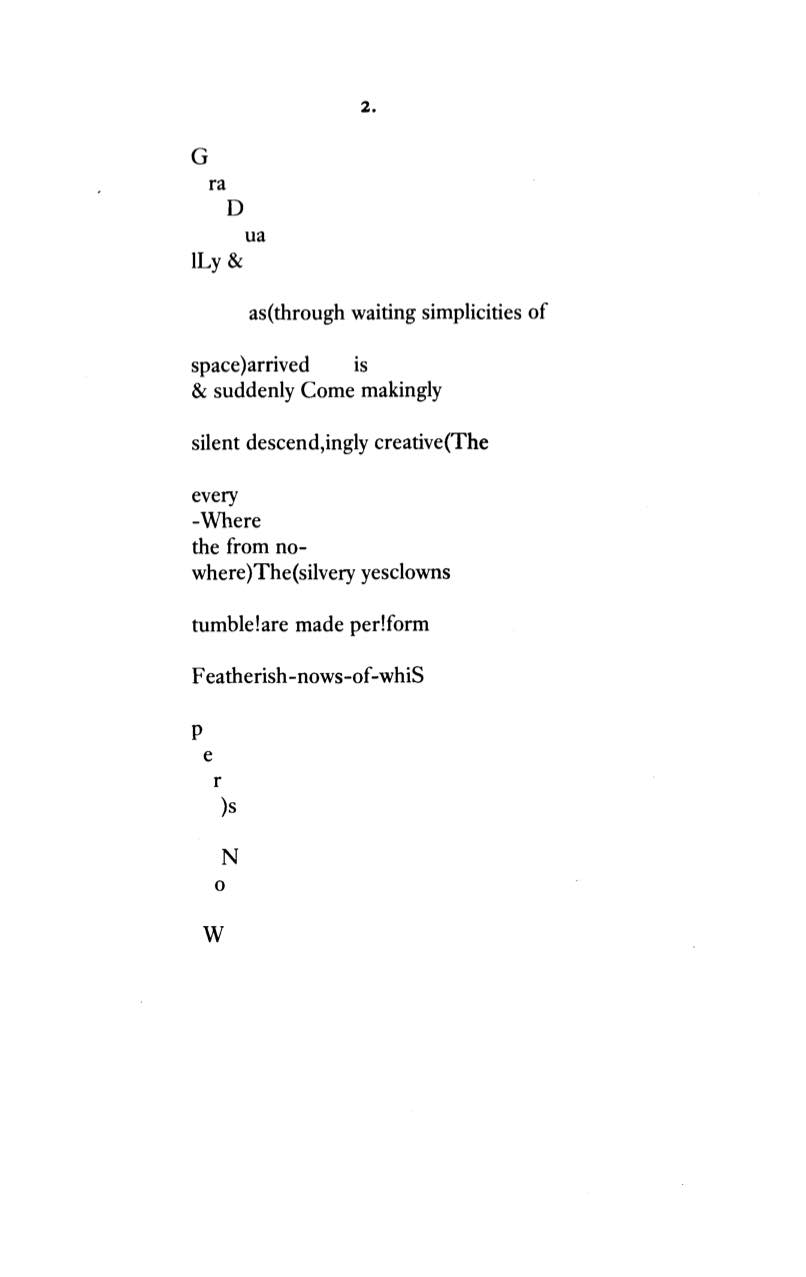 2.
G
ra
D
ua
lLy &
as(through waiting simplicities of
space)arrived is
& suddenly Come makingly
silent descend,ingly creative(The
every
-Where
the from no-
where)The(silvery yesclowns
tumble!are made per!form
Featherish-nows-of-whiS
p
e
r
)s
N
o
W